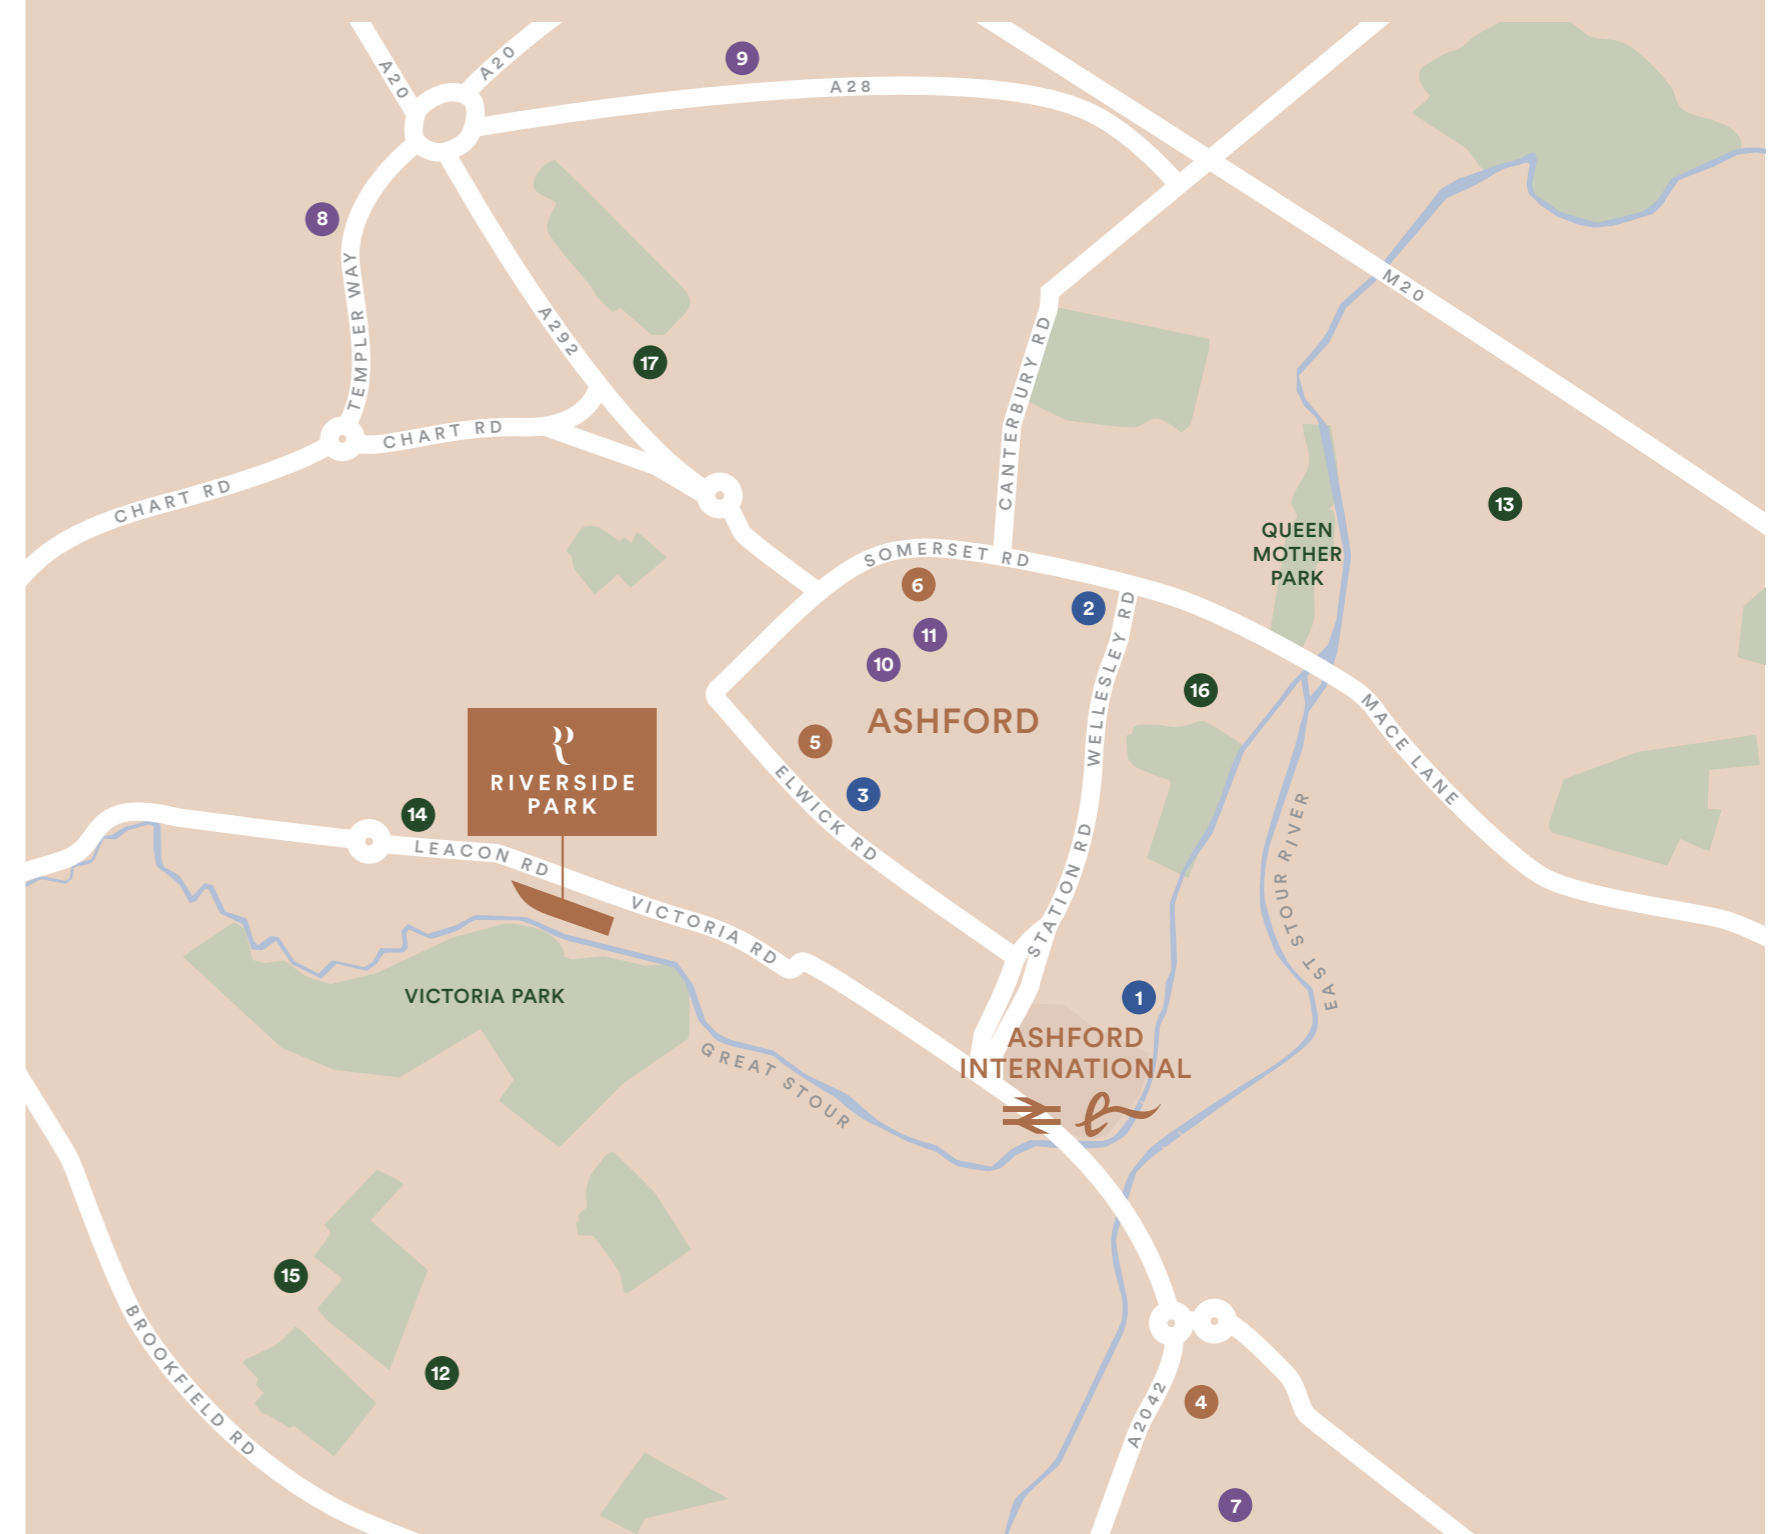 A20
A20
9
A28
8
TEMPLER WAY
A292
17
M20
CANTERBURY RD
CHART RD
CHART RD
13
QUEEN
MOTHER
PARK
SOMERSET RD
6
2
11
10
WELLESLEY RD
16
ASHFORD
5
3
ELWICK RD
MACE LANE
RIVERSIDE
PARK
14
LEACON RD
VICTORIA RD
STATION RD
EAST STOUR RIVER
VICTORIA PARK
1
ASHFORD
INTERNATIONAL
GREAT STOUR
15
12
BROOKFIELD RD
A2042
4
7